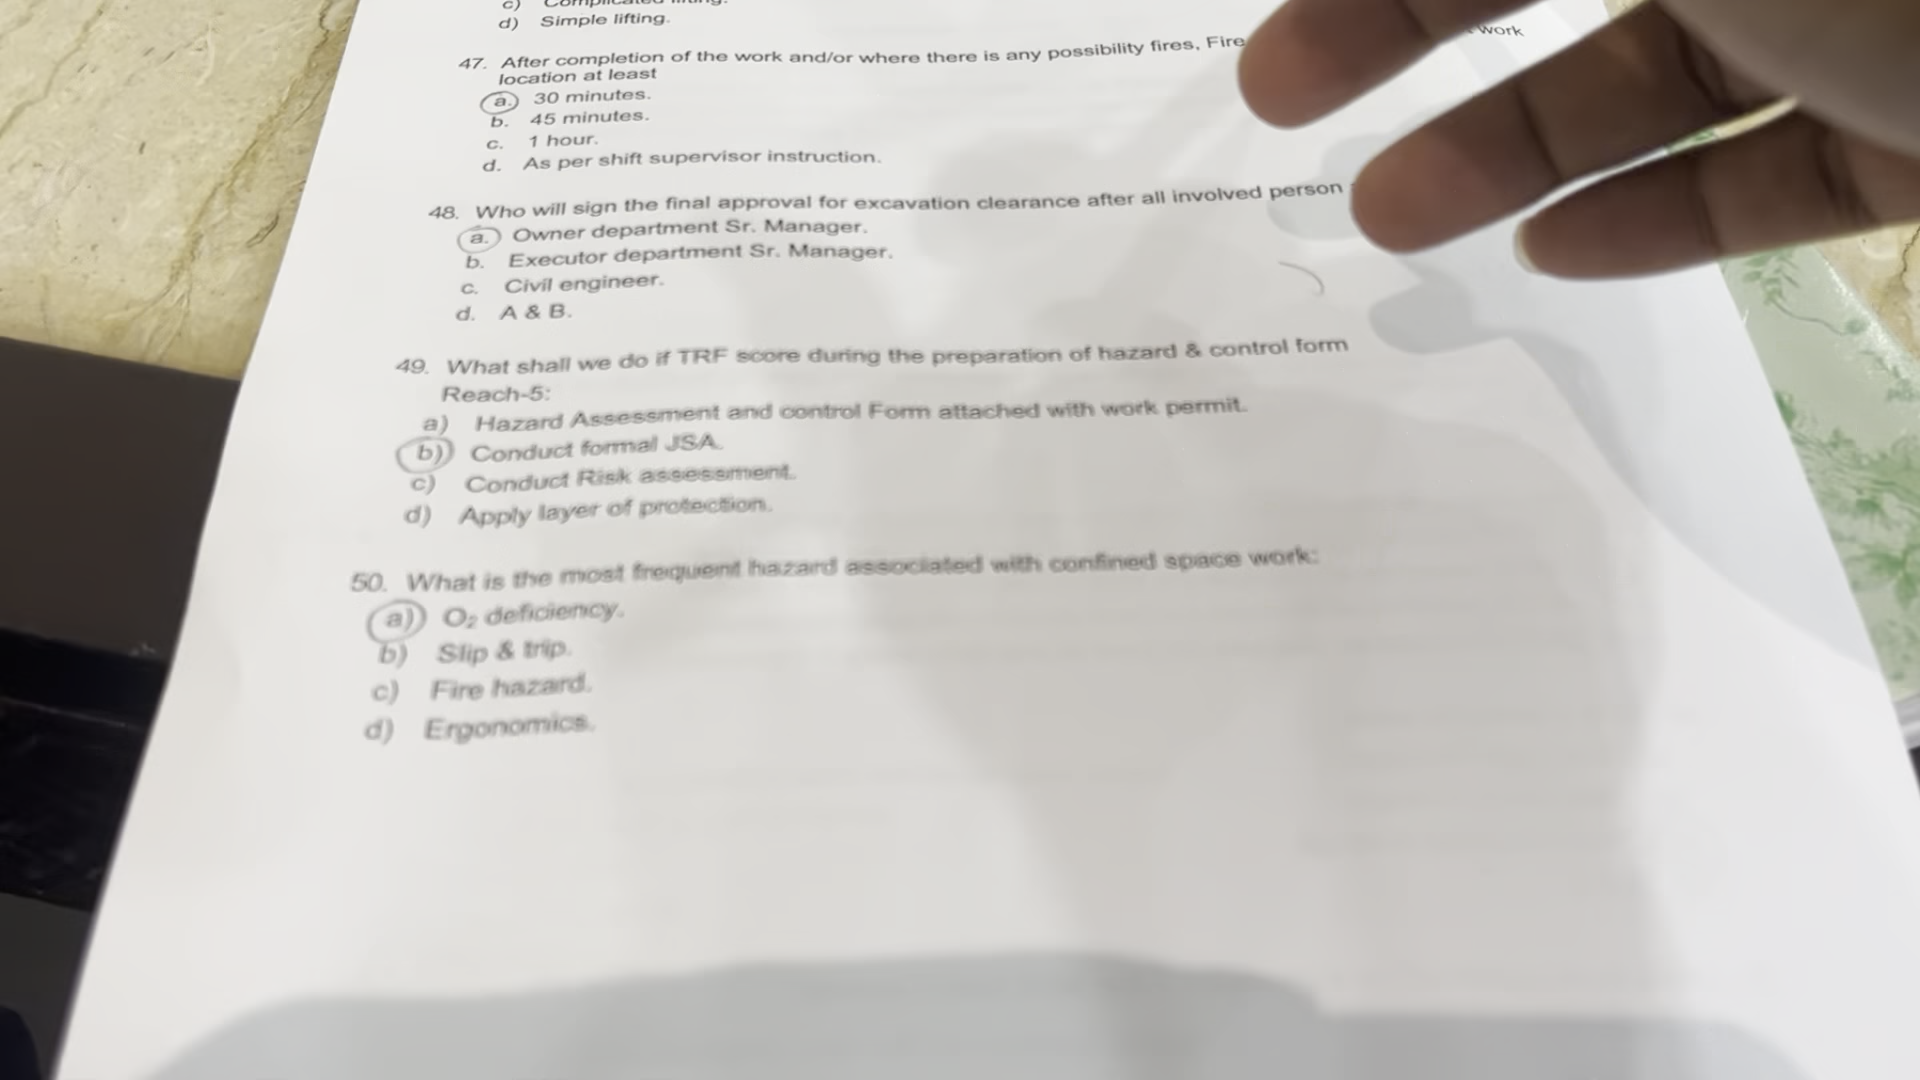 c) Complicated lifting.
d) Simple lifting.
47. After completion of the work and/or where there is any possibility fires, Fire work
location at least
a. 30 minutes.
b. 45 minutes.
c. 1 hour.
d. As per shift supervisor instruction.
48. Who will sign the final approval for excavation clearance after all involved person
a. Owner department Sr. Manager.
b. Executor department Sr. Manager.
c. Civil engineer.
d. A & B.
49. What shall we do if TRF score during the preparation of hazard & control form
Reach-5:
a) Hazard Assessment and control Form attached with work permit.
b) Conduct formal JSA.
c) Conduct Risk assessment.
d) Apply layer of protection.
50. What is the most frequent hazard associated with confined space work:
a) O₂ deficiency.
b) Slip & trip.
c) Fire hazard.
d) Ergonomics.